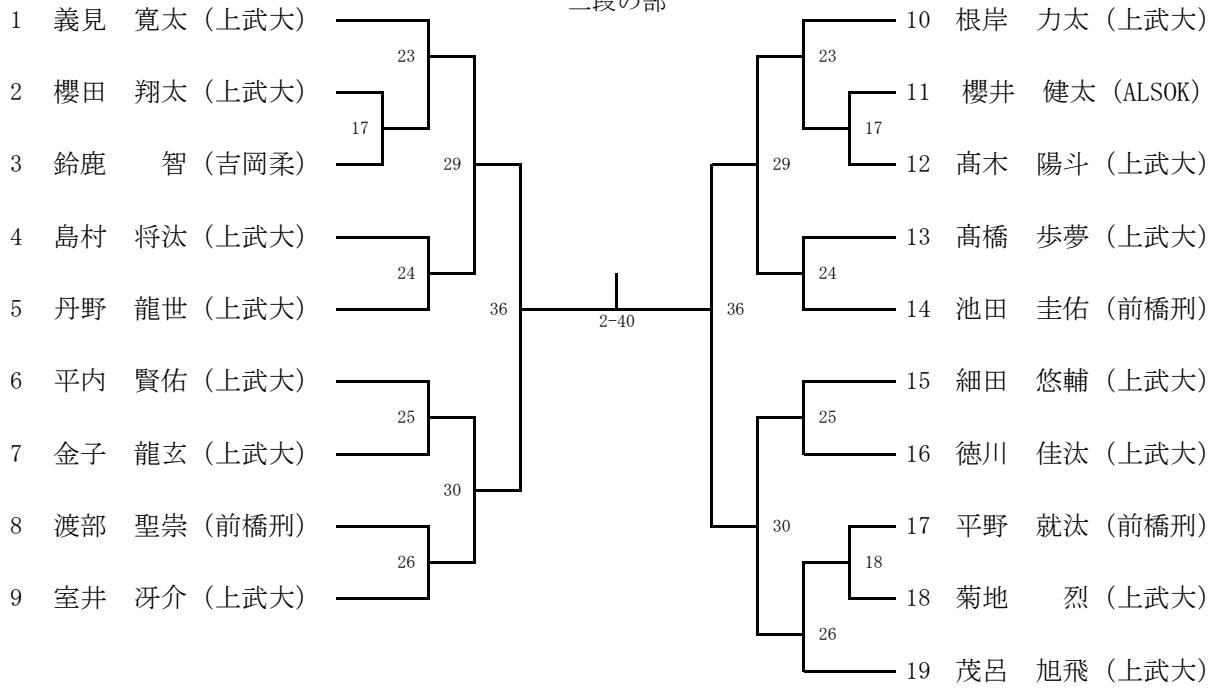 段の部
1 義見 寛太 (上武大)
2 櫻田 翔太 (上武大)
3 鈴鹿 智 (吉岡柔)
4 島村 将汰 (上武大)
5 丹野 龍世 (上武大)
6 平内 賢佑 (上武大)
7 金子 龍玄 (上武大)
8 渡部 聖崇 (前橋刑)
9 室井 冴介 (上武大)
23
17
29
24
36
25
30
26
2-40
23
17
29
24
36
25
30
18
26
10 根岸 力太 (上武大)
11 櫻井 健太 (ALSOK)
12 髙木 陽斗 (上武大)
13 髙橋 歩夢 (上武大)
14 池田 圭佑 (前橋刑)
15 細田 悠輔 (上武大)
16 徳川 佳汰 (上武大)
17 平野 就汰 (前橋刑)
18 菊地 烈 (上武大)
19 茂呂 旭飛 (上武大)